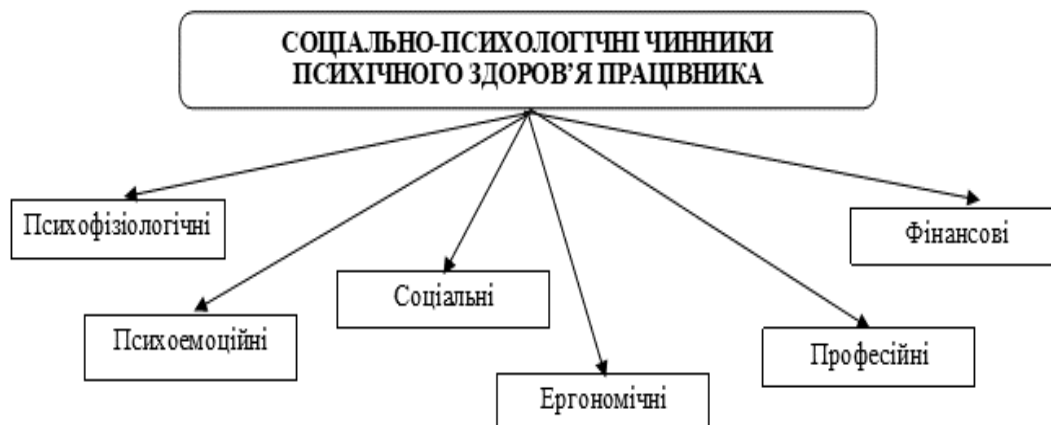 СОЦІАЛЬНО-ПСИХОЛОГІЧНІ ЧИННИКИ
ПСИХІЧНОГО ЗДОРОВ’Я ПРАЦІВНИКА
Психофізіологічні
Фінансові
Соціальні
Психоемоційні
Професійні
Ергономічні